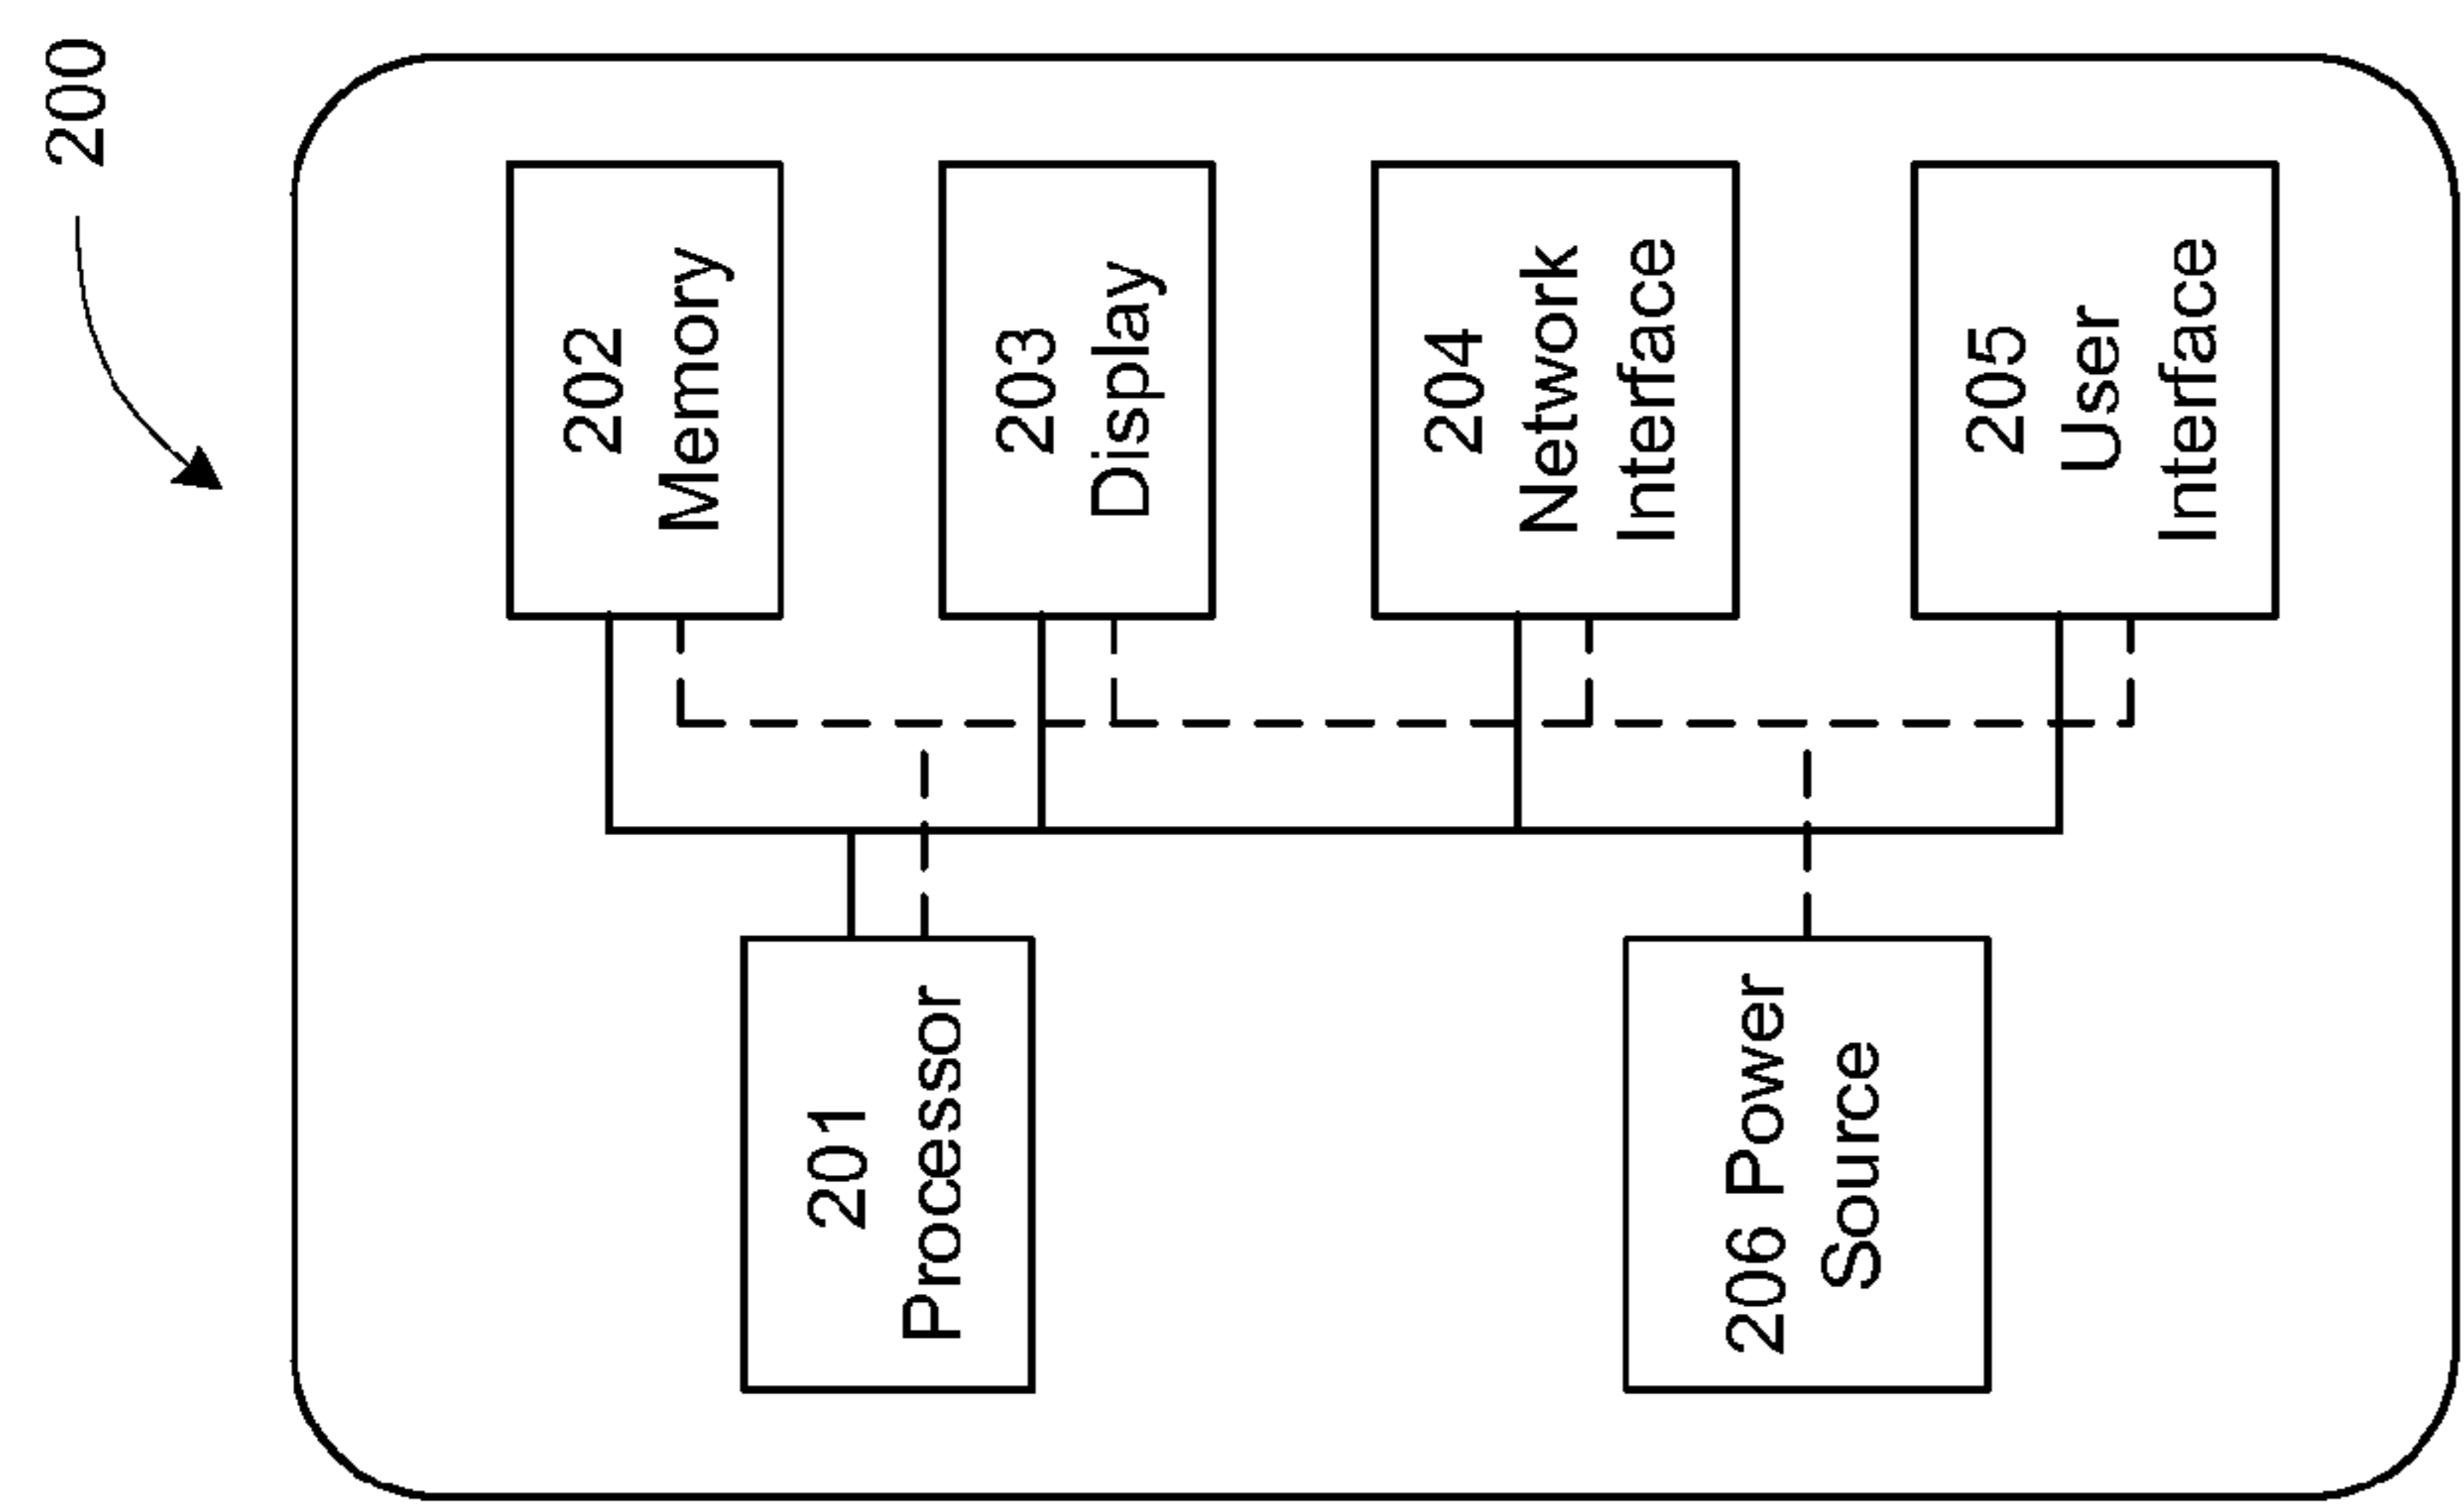 200
202
Memory
203
Display
204
Network
Interface
205
User
Interface
201
Processor
206 Power
Source